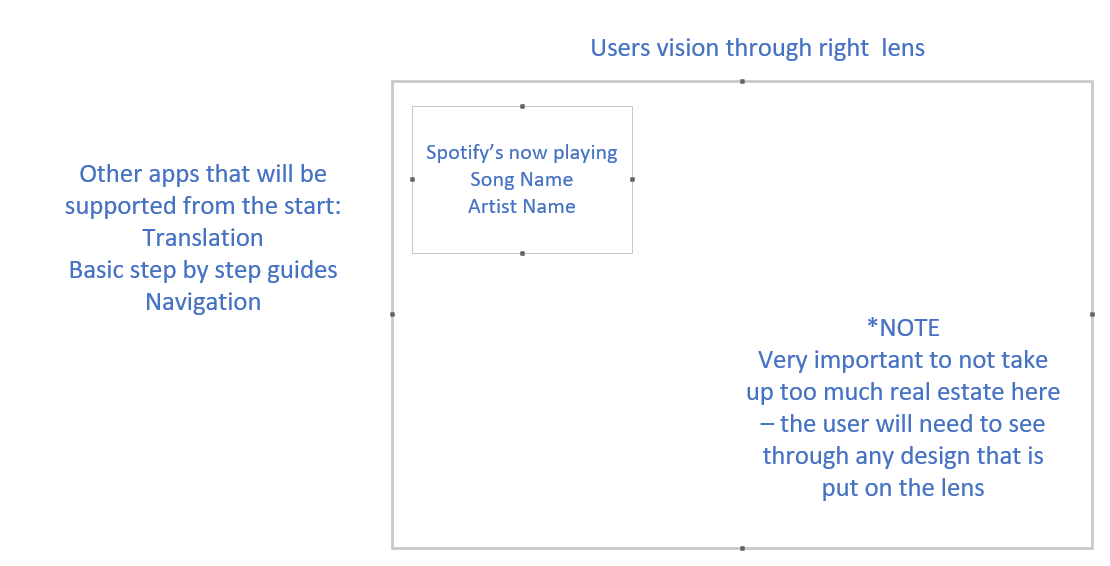 Users vision through right  lens
Spotify’s now playing
Song Name
Artist Name
Other apps that will be
supported from the start:
Translation
Basic step by step guides
Navigation
*NOTE
Very important to not take
up too much real estate here
– the user will need to see
through any design that is
put on the lens